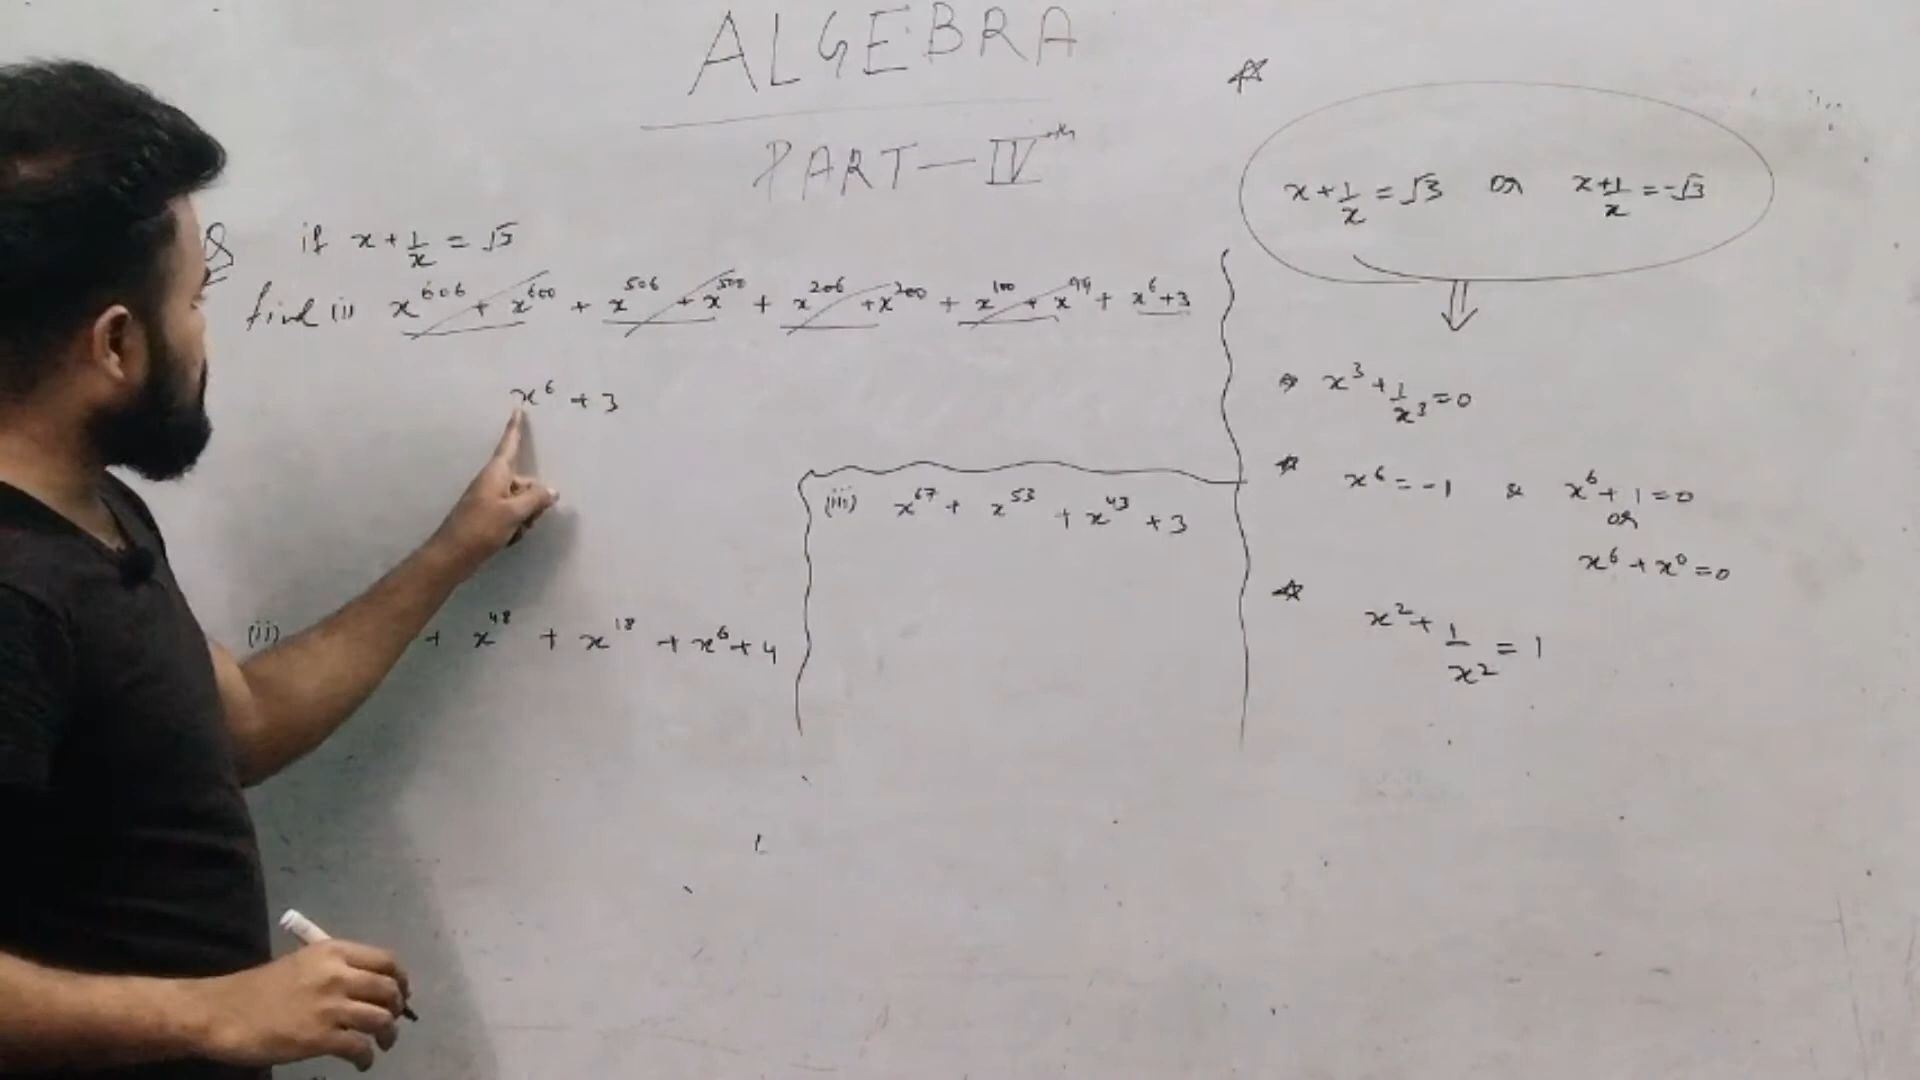 ALGEBRA
PART-IVth
Q if x + 1/x = √3
find (i) x^606 + x^600 + x^506 + x^500 + x^206 + x^200 + x^100 + x^94 + x^6 + 3
x^6 + 3
(ii) + x^48 + x^18 + x^6 + 4
(iii) x^67 + x^53 + x^43 + 3
x + 1/x = √3 or x + 1/x = -√3
⇓
x^3 + 1/x^3 = 0
x^6 = -1 & x^6 + 1 = 0
or
x^6 + x^0 = 0
x^2 + 1/x^2 = 1